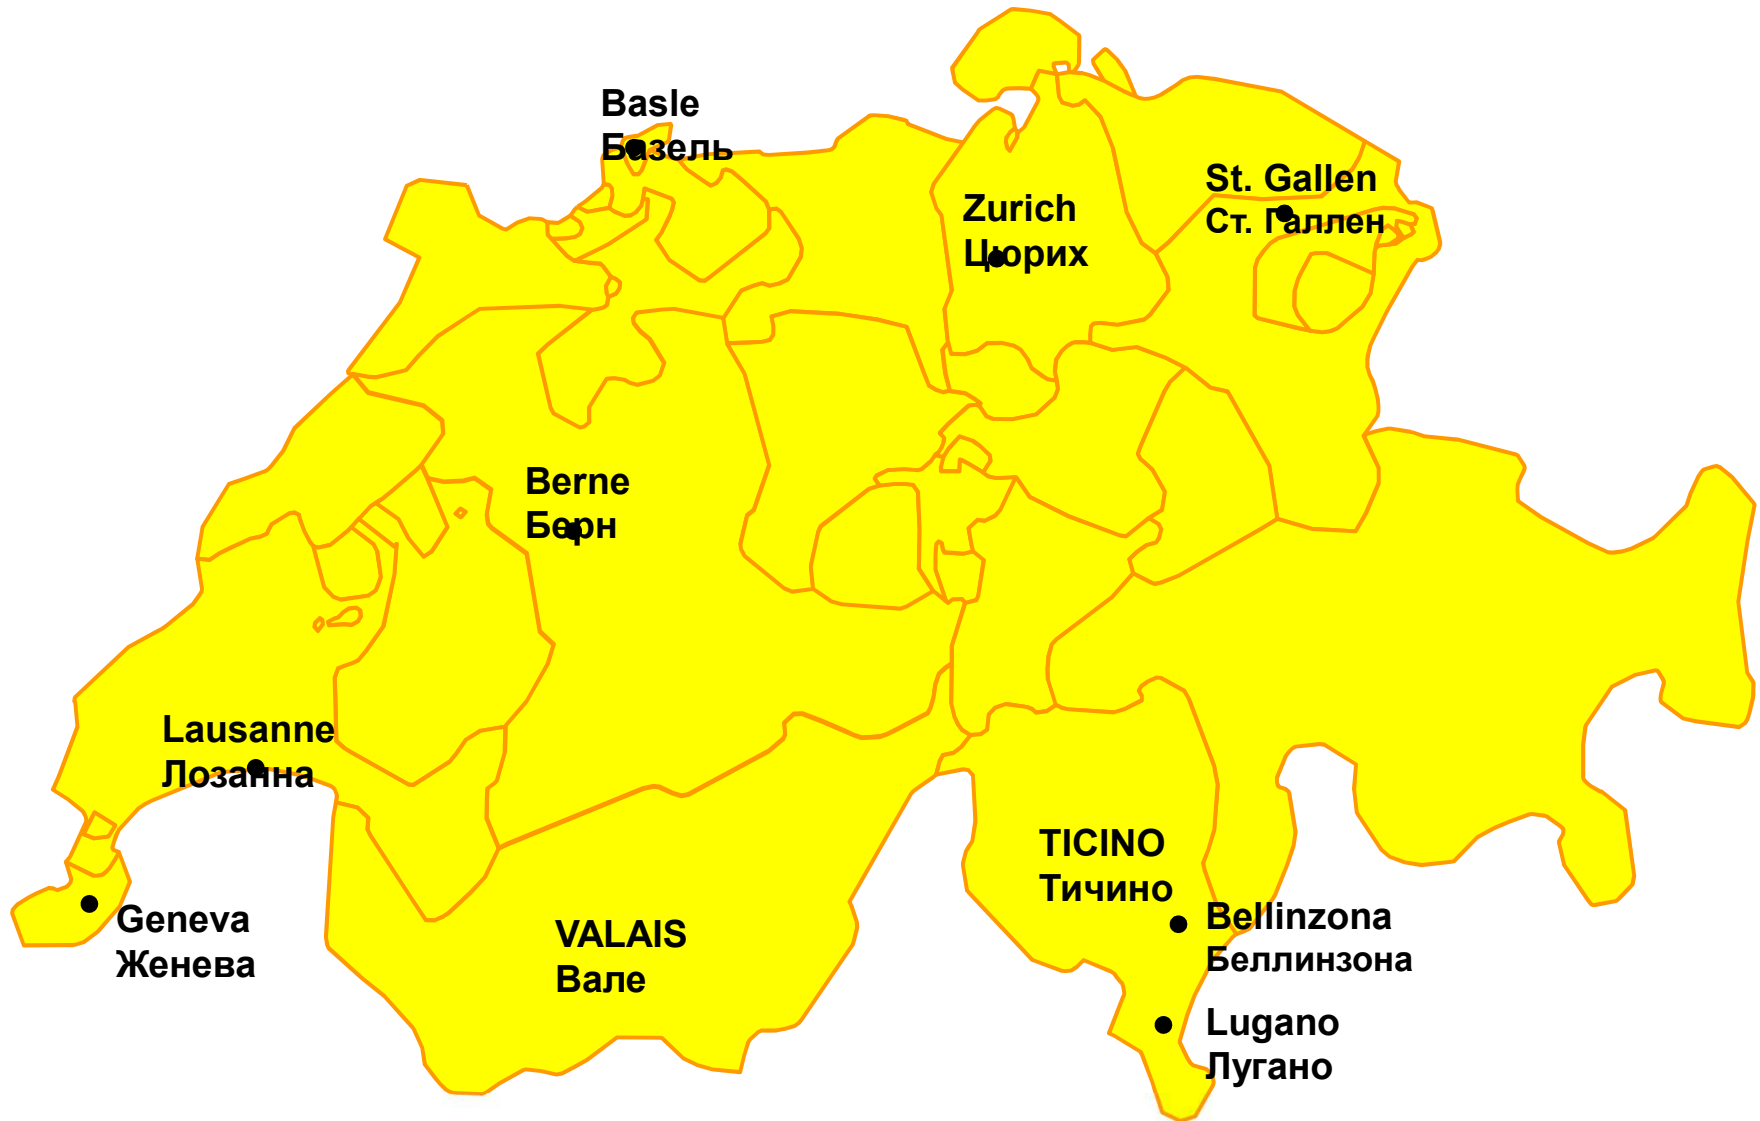 Basle
Базель
St. Gallen
Ст. Галлен
Zurich
Цюрих
Berne
Берн
Lausanne
Лозанна
TICINO
Тичино
Geneva
Женева
VALAIS
Вале
Bellinzona
Беллинзона
Lugano
Лугано